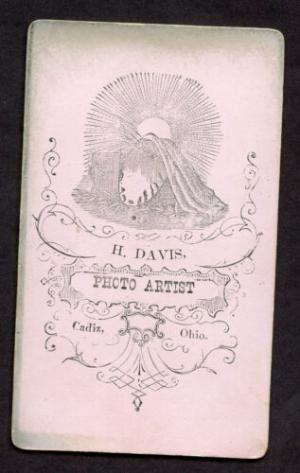 H. DAVIS,
PHOTO ARTIST
Cadiz, Ohio.